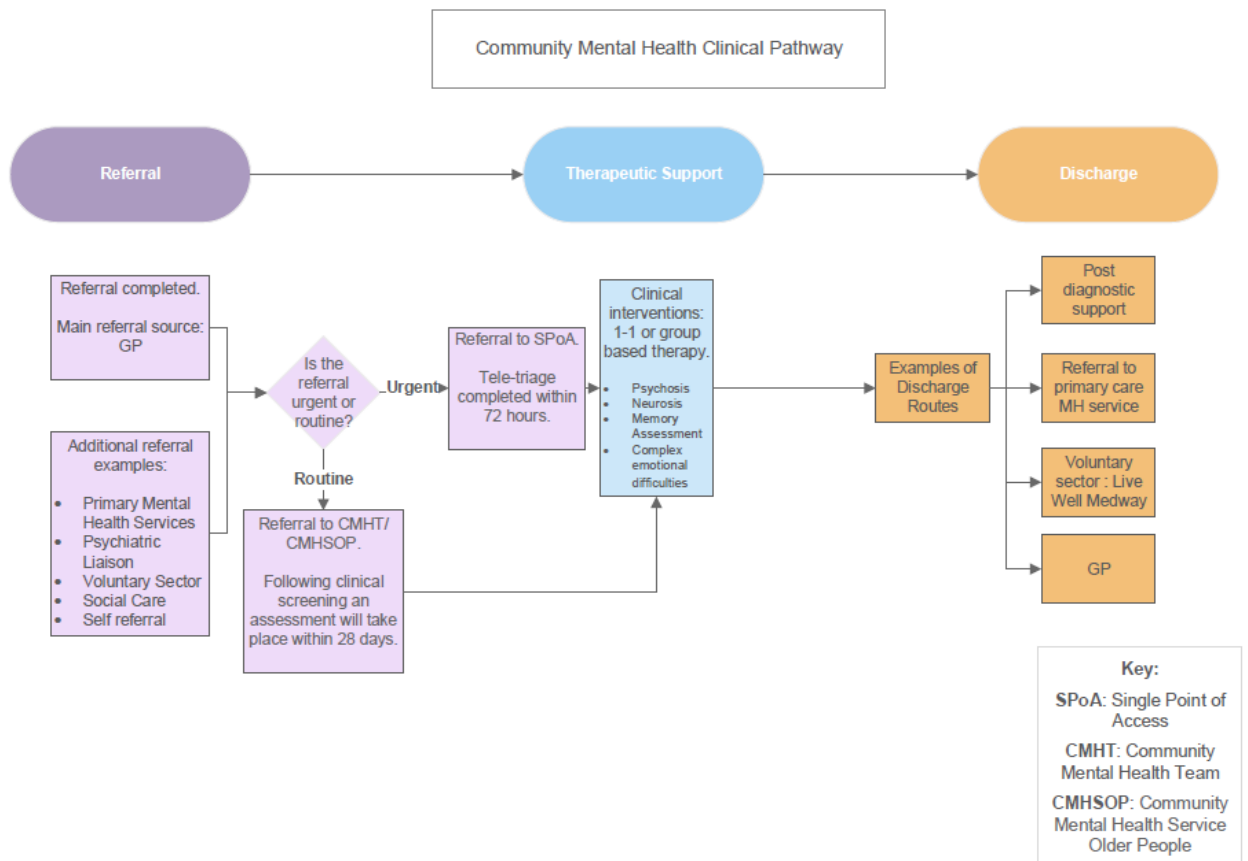 Community Mental Health Clinical Pathway
Referral
Therapeutic Support
Discharge
Referral completed.
Main referral source:
GP
Additional referral
examples:
• Primary Mental
Health Services
• Psychiatric
Liaison
• Voluntary Sector
• Social Care
• Self referral
Is the
referral
urgent or
routine?
Urgent
Routine
Referral to SPoA.
Tele-triage
completed within
72 hours.
Referral to CMHT/
CMHSOP.
Following clinical
screening an
assessment will take
place within 28 days.
Clinical
interventions:
1-1 or group
based therapy.
• Psychosis
• Neurosis
• Memory
Assessment
• Complex
emotional
difficulties
Examples of
Discharge
Routes
Post
diagnostic
support
Referral to
primary care
MH service
Voluntary
sector : Live
Well Medway
GP
Key:
SPoA: Single Point of
Access
CMHT: Community
Mental Health Team
CMHSOP: Community
Mental Health Service
Older People